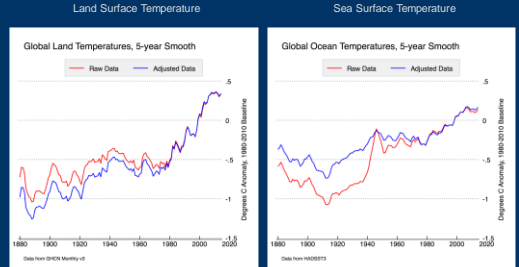 Land Surface Temperature
Global Land Temperatures, 5-year Smooth
Raw Data
Adjusted Data
.5
0
-.5
-1
-1.5
Degrees C Anomaly, 1980-2010 Baseline
1880 1900 1920 1940 1960 1980 2000 2020
Data from GHCN Monthly v3
Sea Surface Temperature
Global Ocean Temperatures, 5-year Smooth
Raw Data
Adjusted Data
.5
0
-.5
-1
-1.5
Degrees C Anomaly, 1980-2010 Baseline
1880 1900 1920 1940 1960 1980 2000 2020
Data from HADSST3